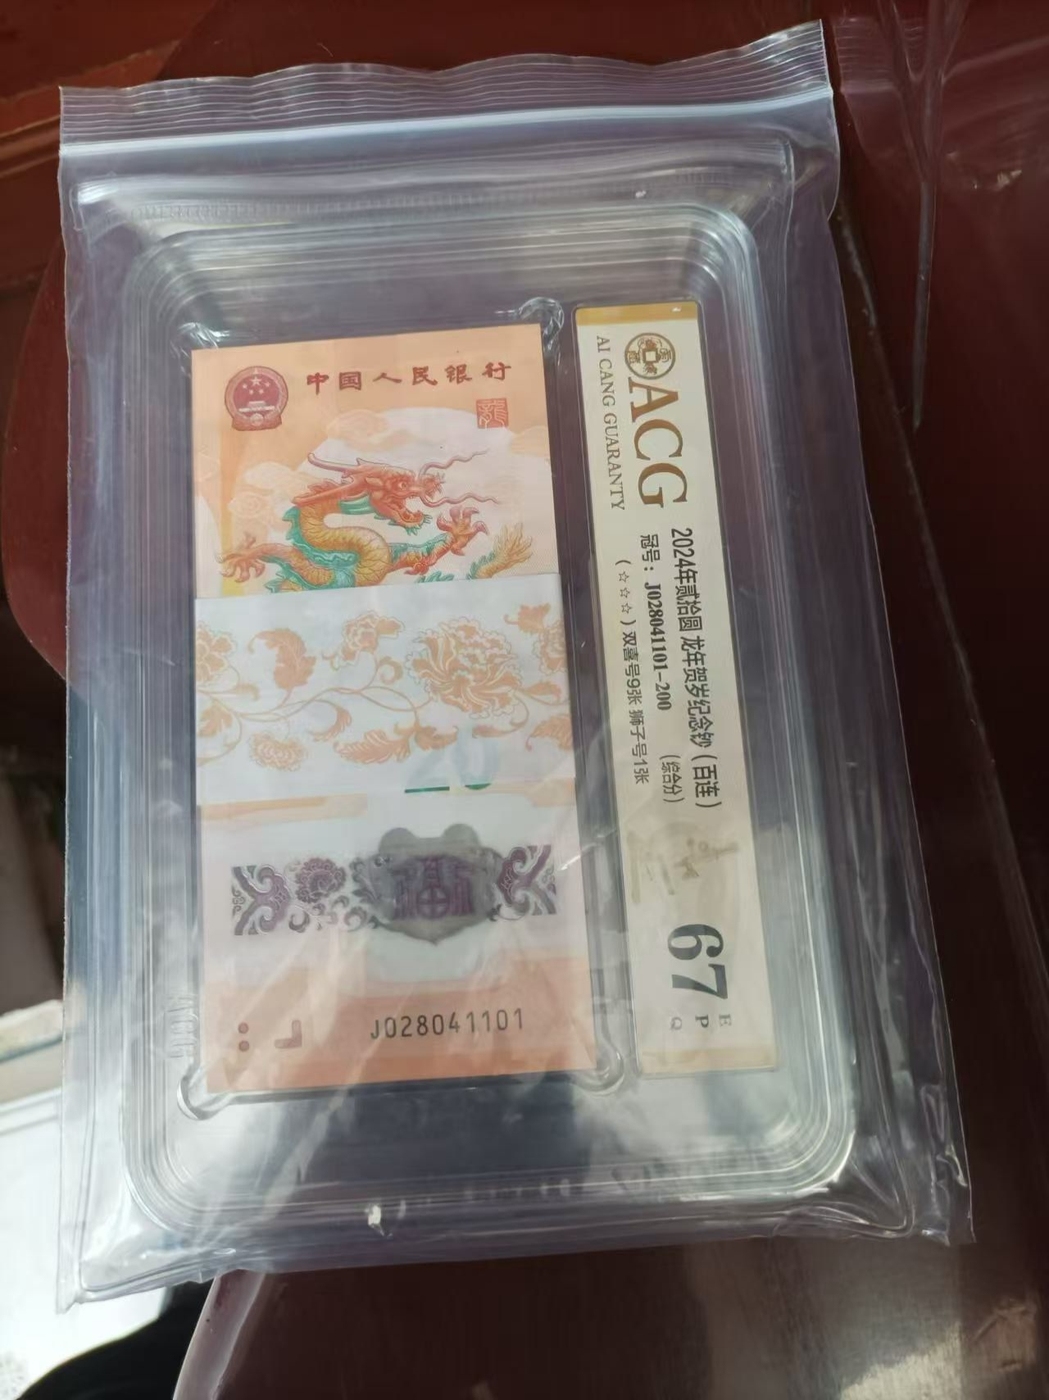 中国人民银行
龍
20
J028041101
ACG
AI CANG GUARANTY
2024年贰拾圆 龙年贺岁纪念钞(百连)
冠号:J028041101-200 (综合分)
(☆☆☆)双喜号9张 狮子号1张
67
E
P
Q